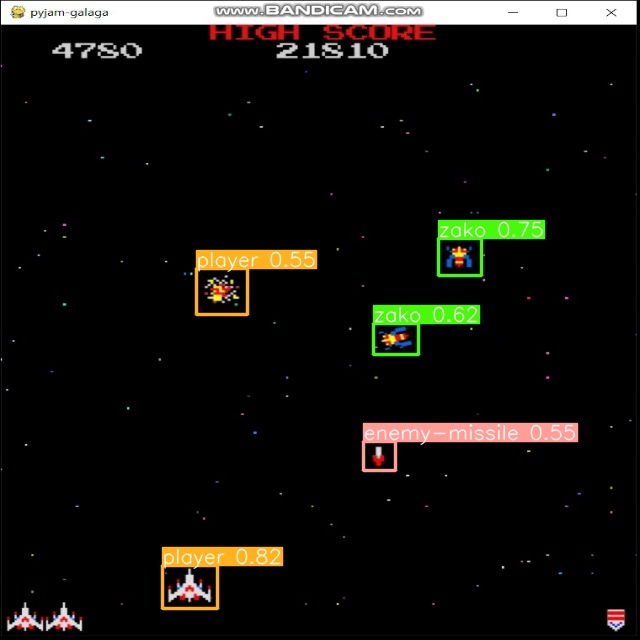 pyjam-galaga
www.BANDICAM.com
HIGH SCORE
4780 21810
zako 0.75
player 0.55
zako 0.62
enemy-missile 0.55
player 0.82